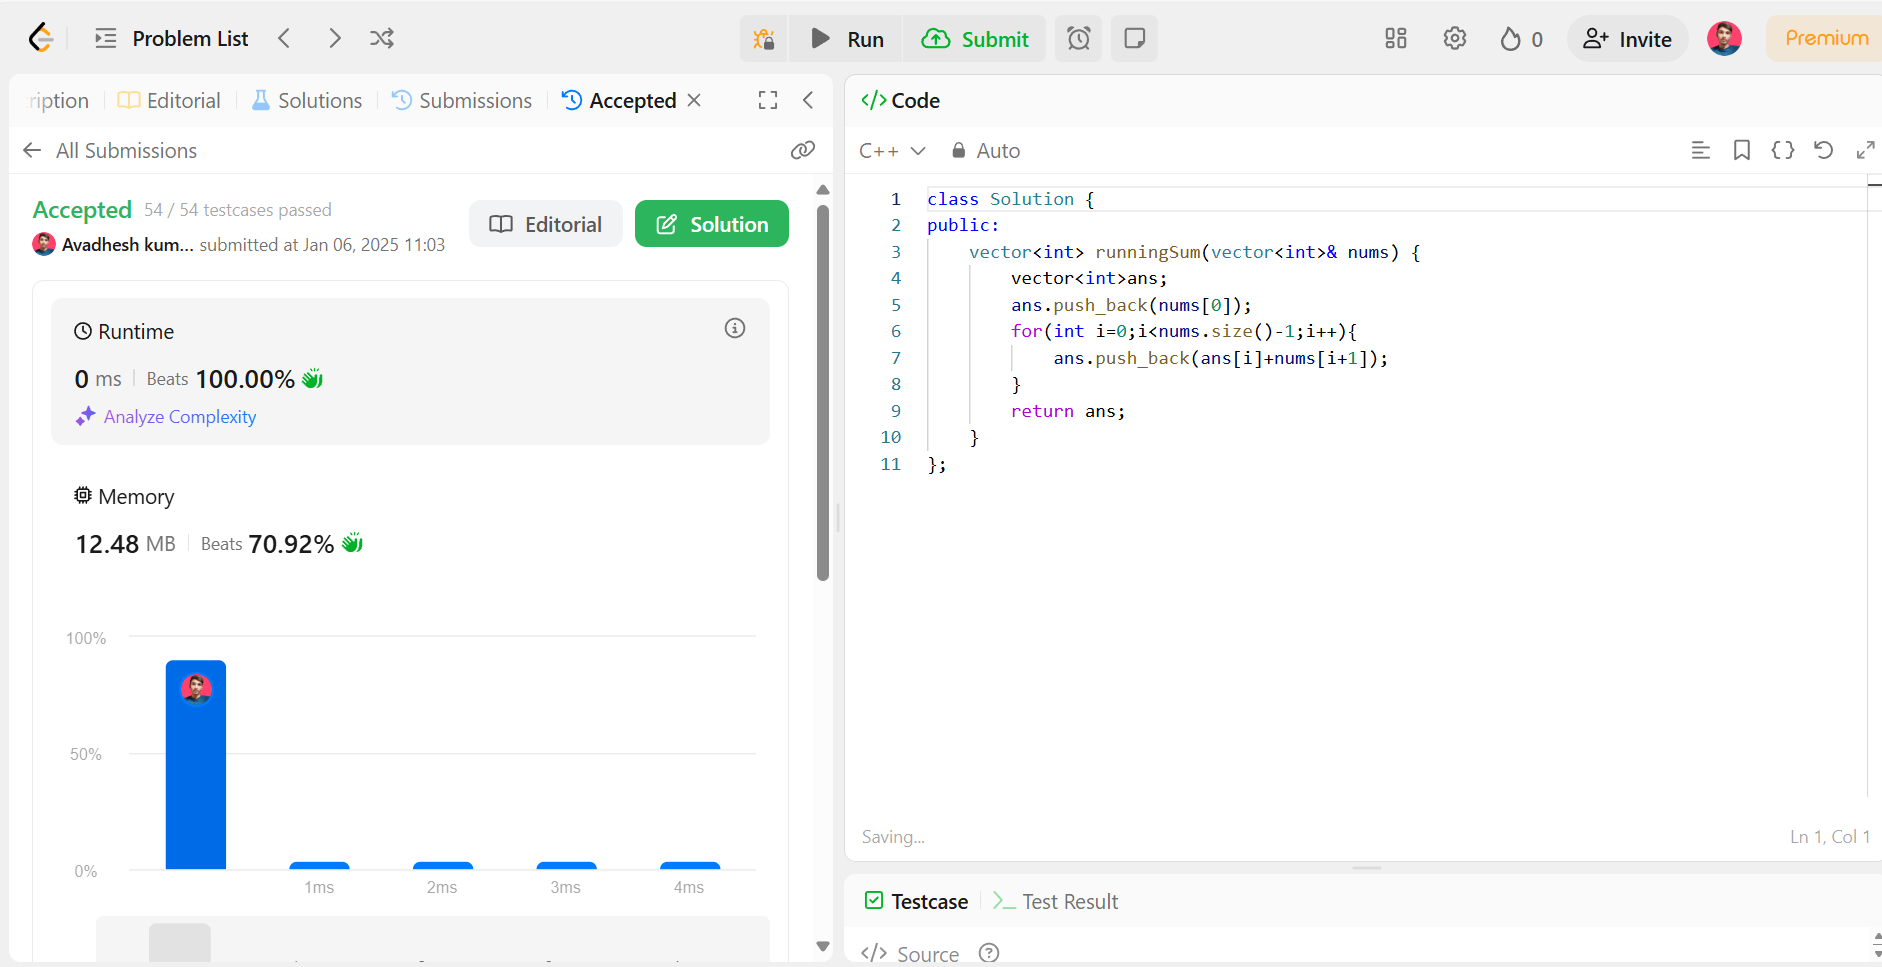 Problem List
Run
Submit
0
Invite
Premium
ription
Editorial
Solutions
Submissions
Accepted
All Submissions
Accepted 54 / 54 testcases passed
Avadhesh kum... submitted at Jan 06, 2025 11:03
Editorial
Solution
Runtime
0 ms Beats 100.00%
Analyze Complexity
Memory
12.48 MB Beats 70.92%
100%
50%
0%
1ms 2ms 3ms 4ms
</> Code
C++ Auto
1 class Solution {
2 public:
3 vector<int> runningSum(vector<int>& nums) {
4 vector<int>ans;
5 ans.push_back(nums[0]);
6 for(int i=0;i<nums.size()-1;i++){
7 ans.push_back(ans[i]+nums[i+1]);
8 }
9 return ans;
10 }
11 };
Saving...
Ln 1, Col 1
Testcase
Test Result
</> Source